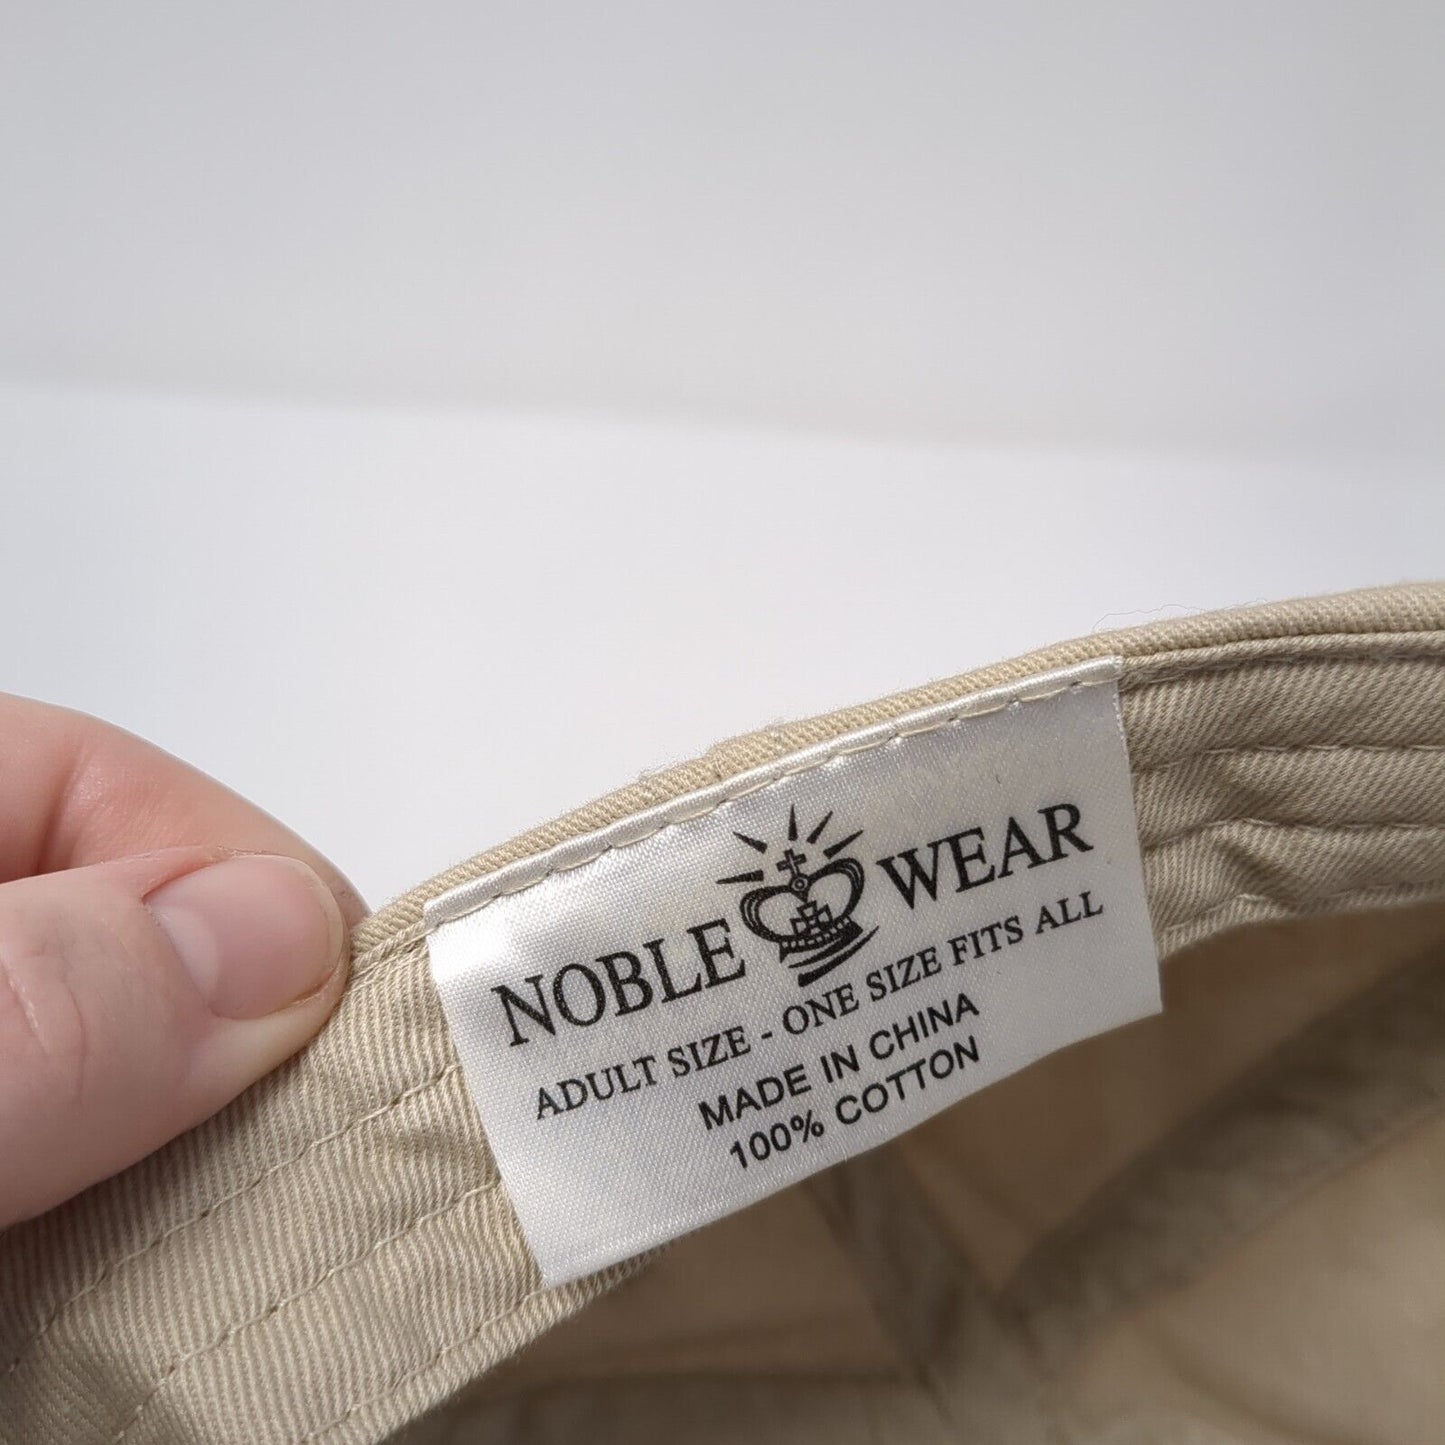 NOBLE WEAR
ADULT SIZE - ONE SIZE FITS ALL
MADE IN CHINA
100% COTTON